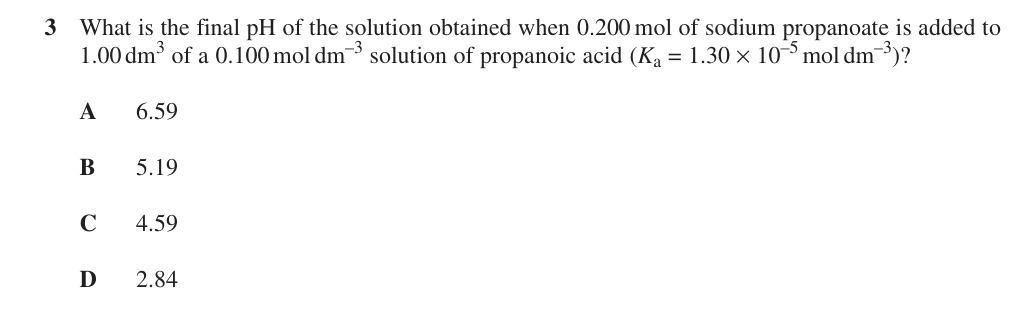 3 What is the final pH of the solution obtained when 0.200 mol of sodium propanoate is added to
1.00 dm³ of a 0.100 mol dm⁻³ solution of propanoic acid (Kₐ = 1.30 × 10⁻⁵ mol dm⁻³)?
A 6.59
B 5.19
C 4.59
D 2.84